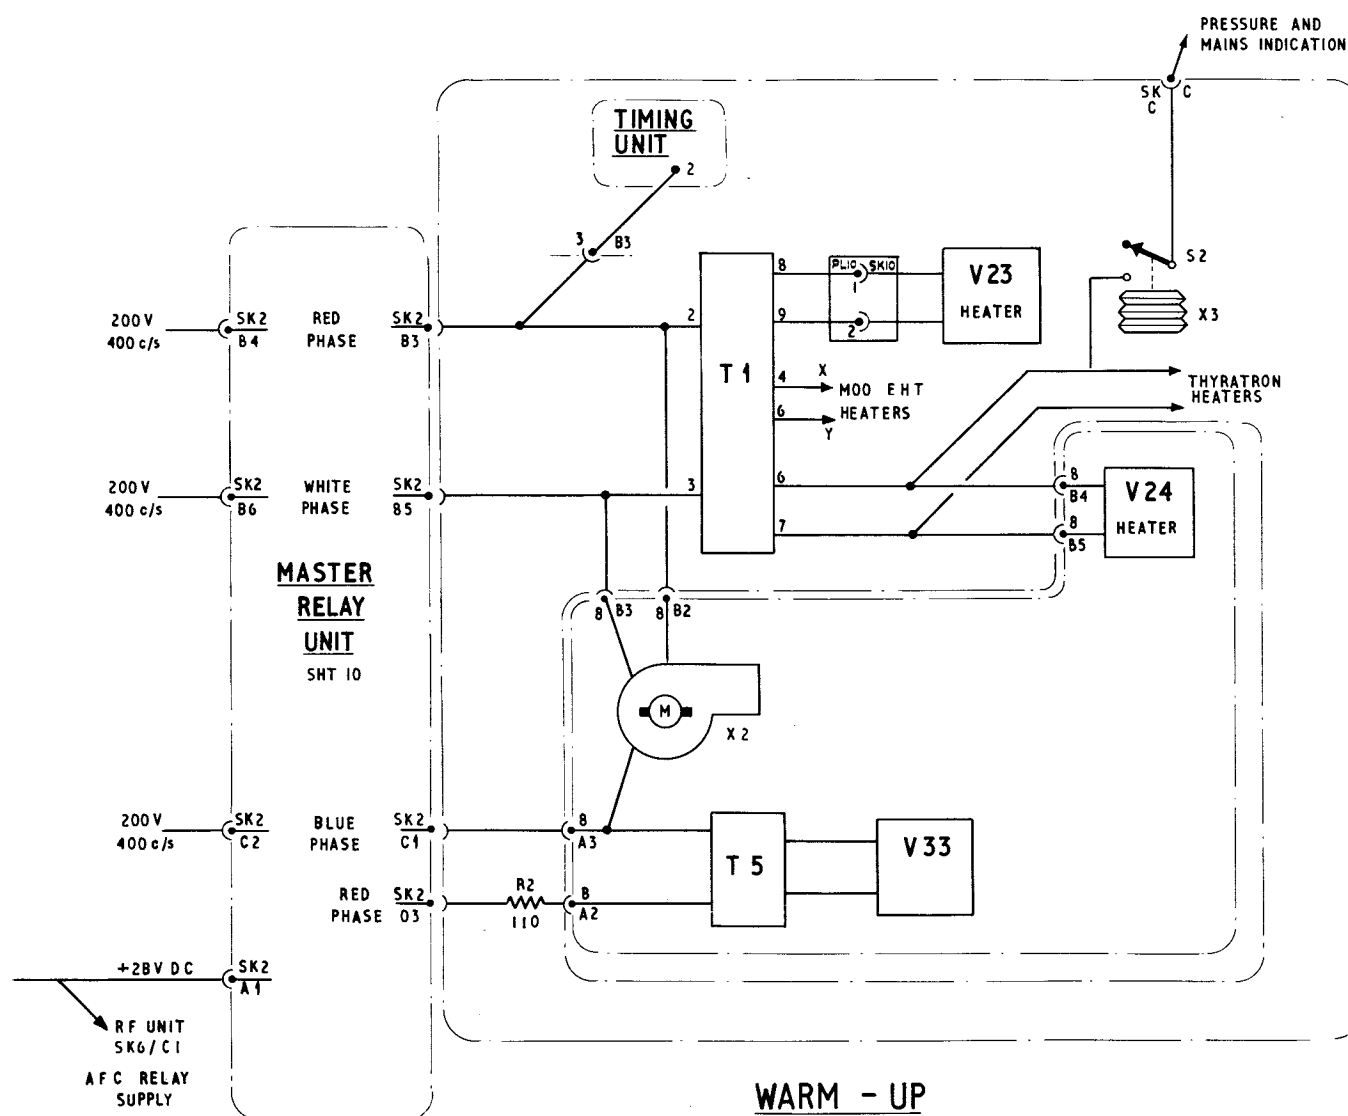 PRESSURE AND
MAINS INDICATION
SK C
C
TIMING
UNIT
2
3 B3
S2
X3
200V
400 c/s
SK2
B4
RED
PHASE
SK2
B3
2
T1
8
9
PL10 SK10
1
2
V23
HEATER
4 X
6
Y
MOD EHT
HEATERS
THYRATRON
HEATERS
200V
400 c/s
SK2
B6
WHITE
PHASE
SK2
B5
3
6
7
8
B4
8
B5
V24
HEATER
MASTER
RELAY
UNIT
SHT 10
8 B3
8 B2
M
X2
200V
400 c/s
SK2
C2
BLUE
PHASE
SK2
C1
8
A3
T5
V33
RED
PHASE
SK2
03
R2
110
B
A2
+28V DC
SK2
A1
RF UNIT
SK6/C1
AFC RELAY
SUPPLY
WARM - UP